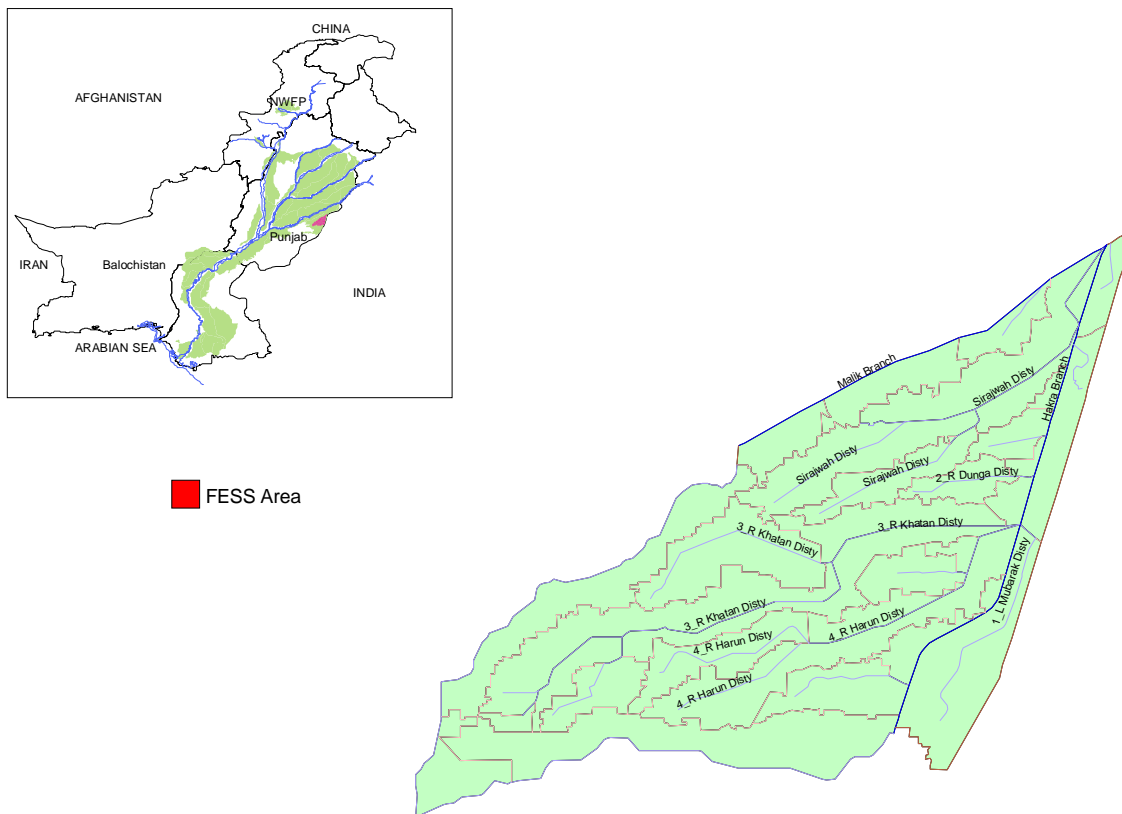 CHINA
AFGHANISTAN
NWFP
Punjab
IRAN
Balochistan
INDIA
ARABIAN SEA
FESS Area
Malik Branch
Sirajwah Disty
Hakra Branch
Sirajwah Disty
Sirajwah Disty
2_R Dunga Disty
3_R Khatan Disty
3_R Khatan Disty
1_L Mubarak Disty
3_R Khatan Disty
4_R Harun Disty
4_R Harun Disty
4_R Harun Disty